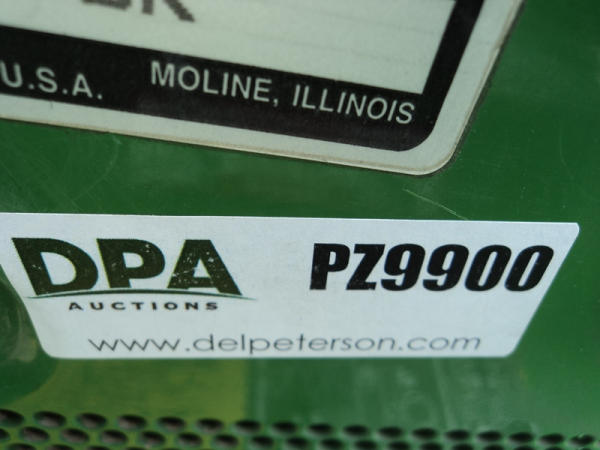 U.S.A. MOLINE, ILLINOIS
DPA PZ9900
AUCTIONS
www.delpeterson.com